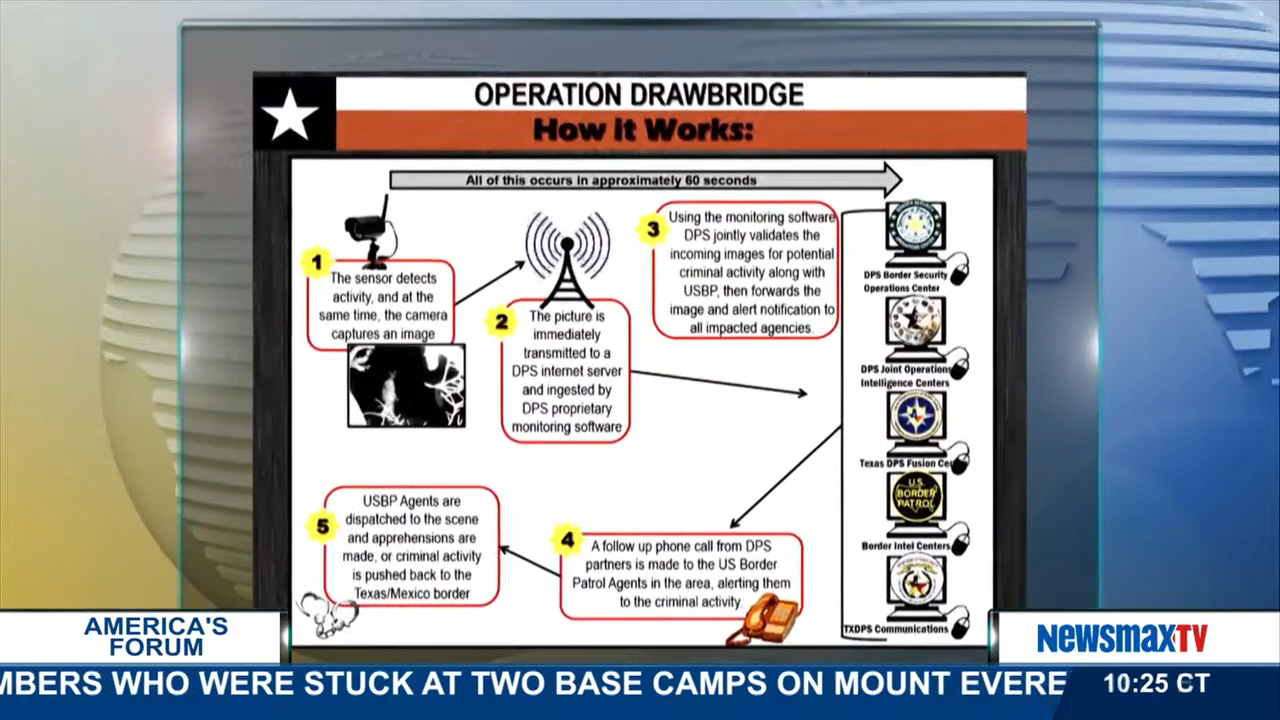 OPERATION DRAWBRIDGE
How it Works:
All of this occurs in approximately 60 seconds
1
The sensor detects
activity, and at the
same time, the camera
captures an image
2
The picture is
immediately
transmitted to a
DPS internet server
and ingested by
DPS proprietary
monitoring software
3
Using the monitoring software
DPS jointly validates the
incoming images for potential
criminal activity along with
USBP, then forwards the
image and alert notification to
all impacted agencies.
DPS Border Security
Operations Center
DPS Joint Operations
Intelligence Centers
Texas DPS Fusion Cen
U.S.
BORDER
PATROL
Border Intel Centers
TXDPS Communications
4
A follow up phone call from DPS
partners is made to the US Border
Patrol Agents in the area, alerting them
to the criminal activity.
5
USBP Agents are
dispatched to the scene
and apprehensions are
made, or criminal activity
is pushed back to the
Texas/Mexico border
AMERICA'S
FORUM
NEWSMAXTV
MBERS WHO WERE STUCK AT TWO BASE CAMPS ON MOUNT EVERE
10:25 CT